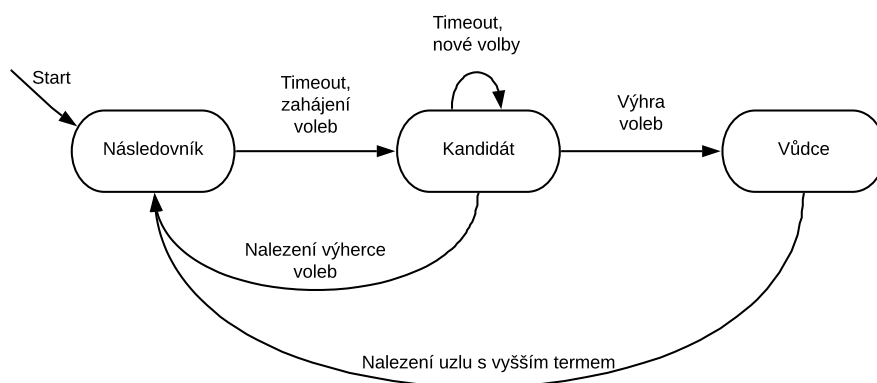 Timeout,
nové volby
Start
Timeout,
zahájení
voleb
Výhra
voleb
Následovník
Kandidát
Vůdce
Nalezení výherce
voleb
Nalezení uzlu s vyšším termem